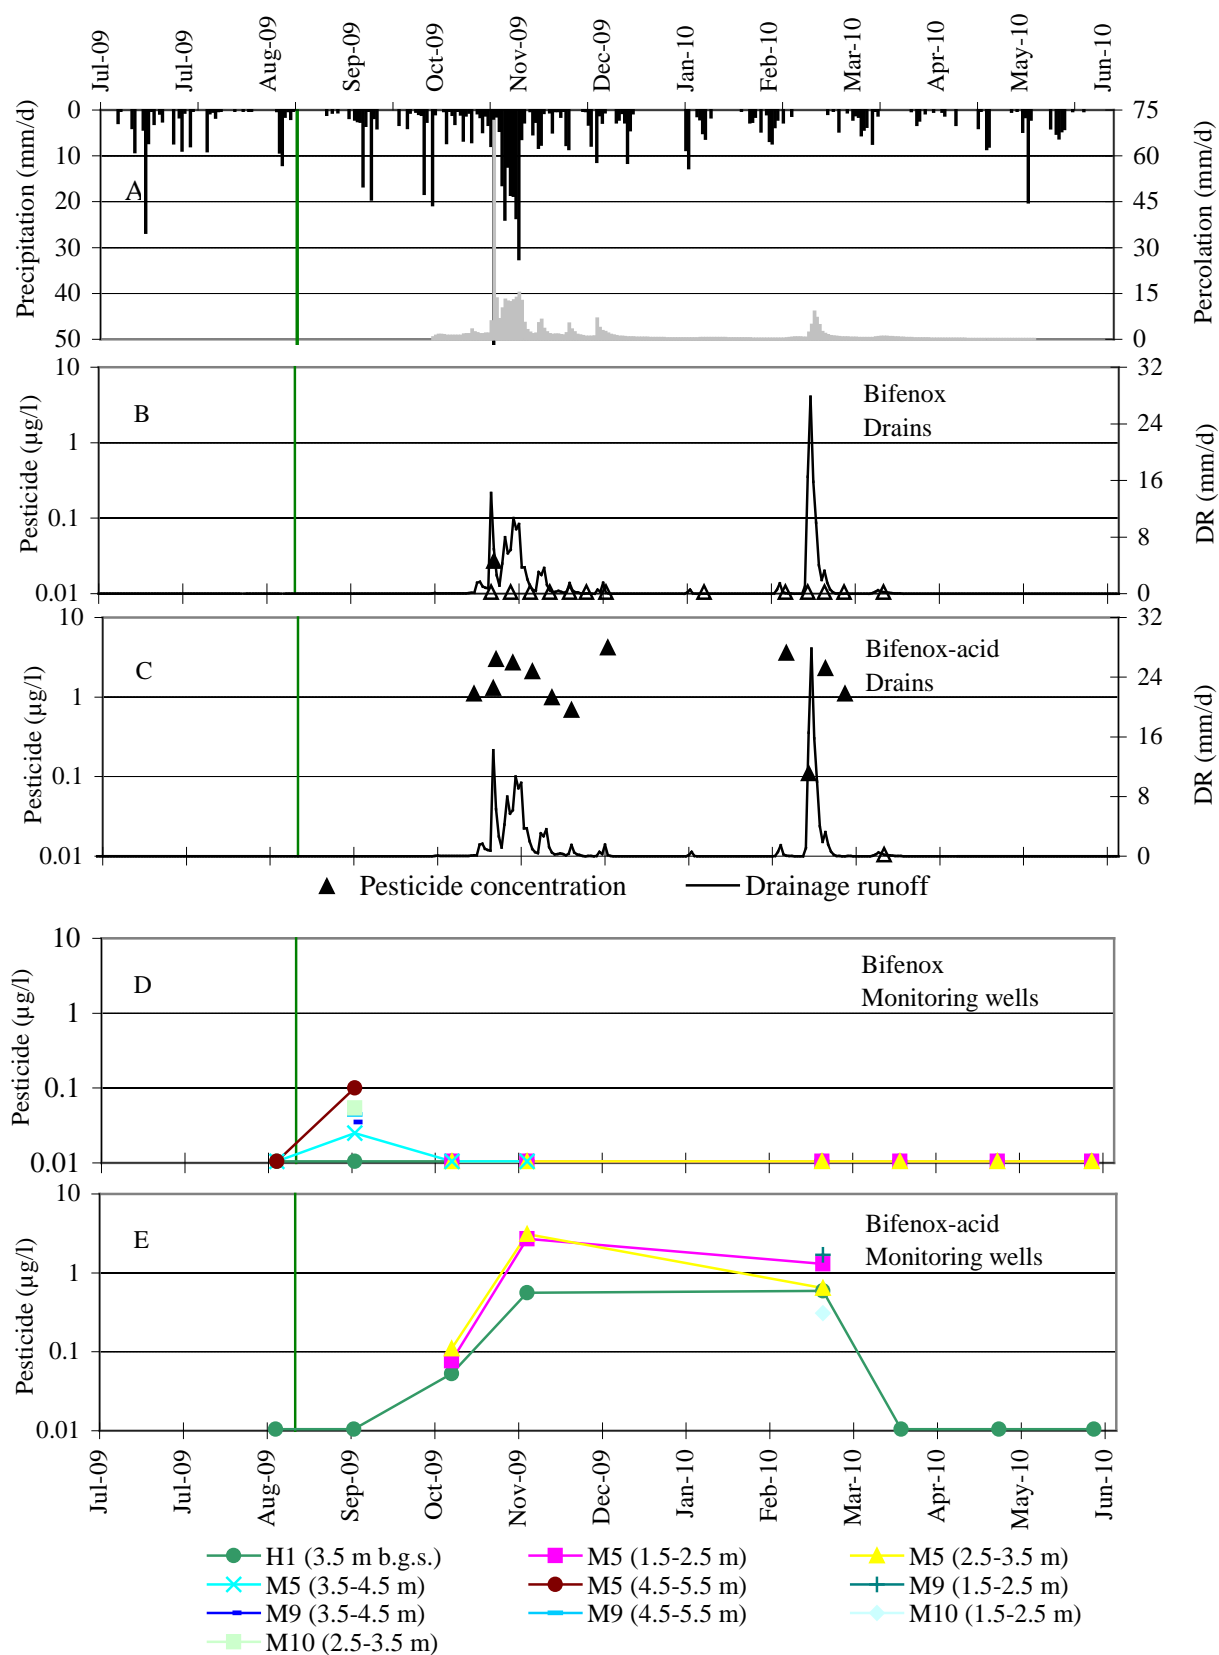 Jul-09 Jul-09 Aug-09 Sep-09 Oct-09 Nov-09 Dec-09 Jan-10 Feb-10 Mar-10 Apr-10 May-10 Jun-10
Precipitation (mm/d)
0
10
20
30
40
50
A
75
60
45
30
15
0
Percolation (mm/d)
Pesticide (µg/l)
10
1
0.1
0.01
B
Bifenox
Drains
32
24
16
8
0
DR (mm/d)
Pesticide (µg/l)
10
1
0.1
0.01
C
Bifenox-acid
Drains
32
24
16
8
0
DR (mm/d)
Pesticide concentration
Drainage runoff
Pesticide (µg/l)
10
1
0.1
0.01
D
Bifenox
Monitoring wells
Pesticide (µg/l)
10
1
0.1
0.01
E
Bifenox-acid
Monitoring wells
Jul-09 Jul-09 Aug-09 Sep-09 Oct-09 Nov-09 Dec-09 Jan-10 Feb-10 Mar-10 Apr-10 May-10 Jun-10
H1 (3.5 m b.g.s.)
M5 (1.5-2.5 m)
M5 (2.5-3.5 m)
M5 (3.5-4.5 m)
M5 (4.5-5.5 m)
M9 (1.5-2.5 m)
M9 (3.5-4.5 m)
M9 (4.5-5.5 m)
M10 (1.5-2.5 m)
M10 (2.5-3.5 m)